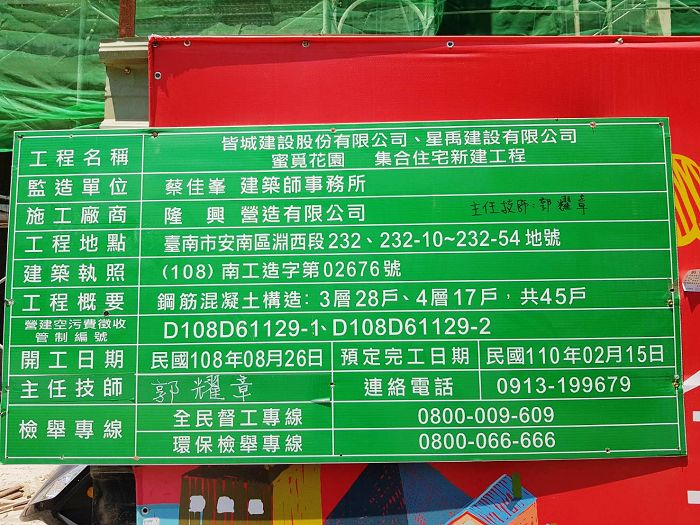 皆城建設股份有限公司、星禹建設有限公司
工程名稱 蜜覓花園 集合住宅新建工程
監造單位 蔡佳峯 建築師事務所
施工廠商 隆興 營造有限公司 主任技師:郭耀章
工程地點 臺南市安南區淵西段232、232-10~232-54地號
建築執照 (108)南工造字第02676號
工程概要 鋼筋混凝土構造:3層28戶、4層17戶,共45戶
營建空污費徵收
管制編號 D108D61129-1、D108D61129-2
開工日期 民國108年08月26日 預定完工日期 民國110年02月15日
主任技師 郭耀章 連絡電話 0913-199679
檢舉專線 全民督工專線 0800-009-609
環保檢舉專線 0800-066-666